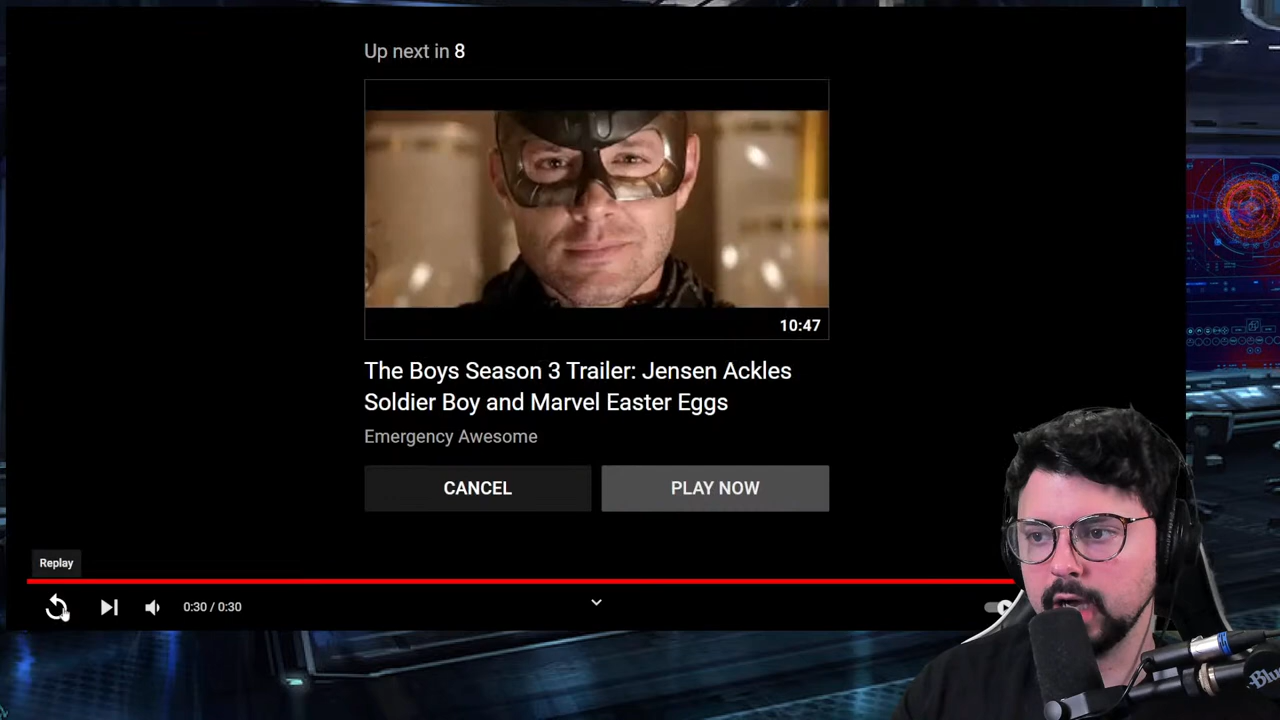 Up next in 8
10:47
The Boys Season 3 Trailer: Jensen Ackles
Soldier Boy and Marvel Easter Eggs
Emergency Awesome
CANCEL
PLAY NOW
Replay
0:30 / 0:30
Blue